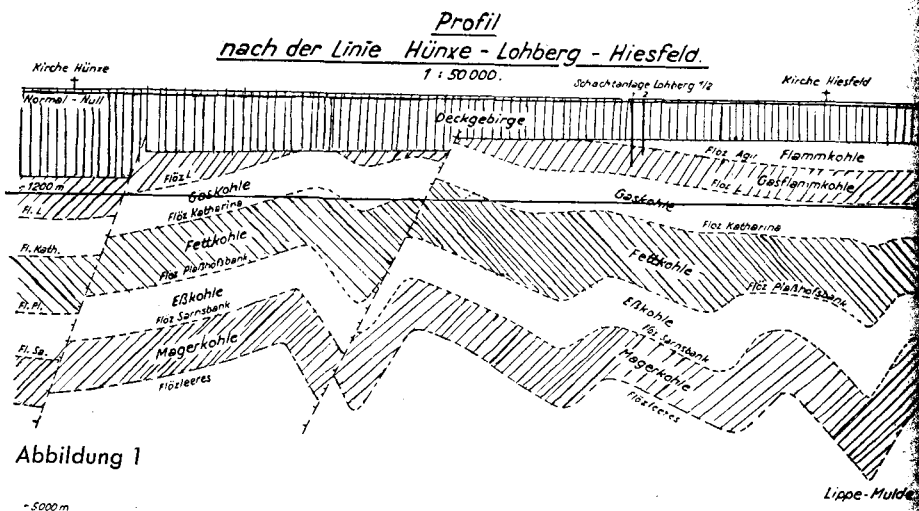 Profil
nach der Linie Hünxe - Lohberg - Hiesfeld.
1 : 50 000.
Kirche Hünxe
Schachtanlage Lohberg 1/2
Kirche Hiesfeld
Normal - Null
Deckgebirge
Flöz Ägir
Flammkohle
Flöz L
Flöz L
Gasflammkohle
- 1200 m
Gaskohle
Gaskohle
Fl. L.
Flöz Katharina
Flöz Katharina
Fl. Kath.
Fettkohle
Fettkohle
Flöz Plaßhofsbank
Flöz Plaßhofsbank
Fl. Pl.
Eßkohle
Eßkohle
Flöz Sarnsbank
Flöz Sarnsbank
Fl. Sa.
Magerkohle
Magerkohle
Flözleeres
Flözleeres
Abbildung 1
Lippe - Mulde
- 5000 m